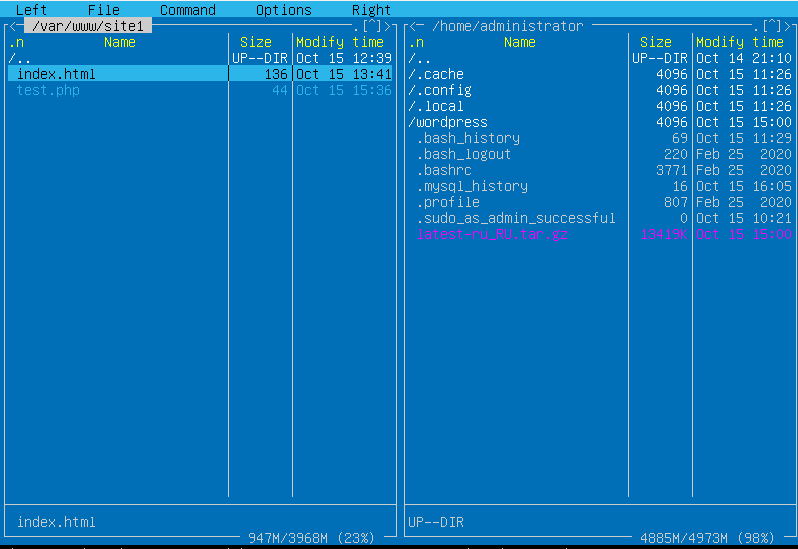 Left File Command Options Right
<- /var/www/site1 .[^]>
.n Name Size Modify time
/.. UP--DIR Oct 15 12:39
index.html 136 Oct 15 13:41
test.php 44 Oct 15 15:36
index.html
947M/3968M (23%)
<- /home/administrator .[^]>
.n Name Size Modify time
/.. UP--DIR Oct 14 21:10
/.cache 4096 Oct 15 11:26
/.config 4096 Oct 15 11:26
/.local 4096 Oct 15 11:26
/wordpress 4096 Oct 15 15:00
.bash_history 69 Oct 15 11:29
.bash_logout 220 Feb 25 2020
.bashrc 3771 Feb 25 2020
.mysql_history 16 Oct 15 16:05
.profile 807 Feb 25 2020
.sudo_as_admin_successful 0 Oct 15 10:21
latest-ru_RU.tar.gz 13413K Oct 15 15:00
UP--DIR
4885M/4973M (98%)